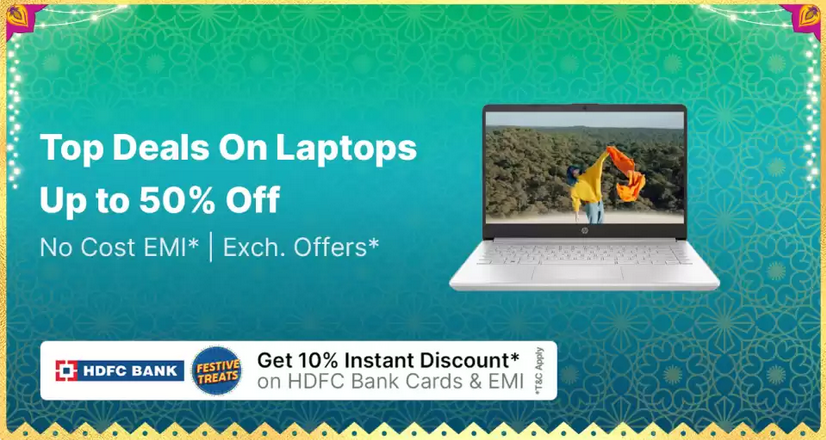 Top Deals On Laptops
Up to 50% Off
No Cost EMI* | Exch. Offers*
HDFC BANK
FESTIVE
TREATS
Get 10% Instant Discount*
on HDFC Bank Cards & EMI
*T&C Apply
hp